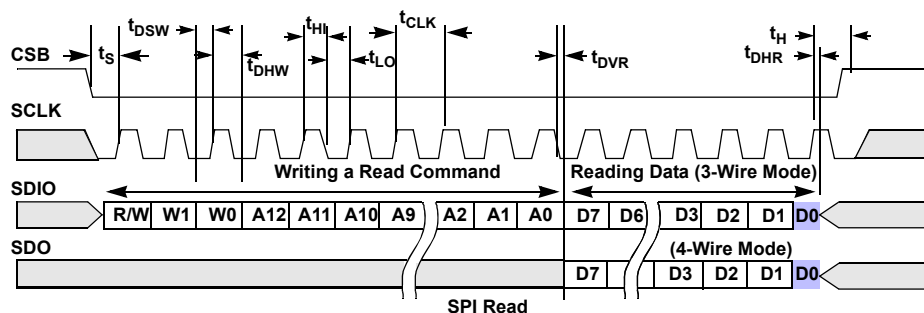 tDSW tHI tCLK tH
CSB tS tDHW tLO tDVR tDHR
SCLK
Writing a Read Command Reading Data (3-Wire Mode)
SDIO
R/W W1 W0 A12 A11 A10 A9 A2 A1 A0 D7 D6 D3 D2 D1 D0
SDO (4-Wire Mode)
D7 D3 D2 D1 D0
SPI Read